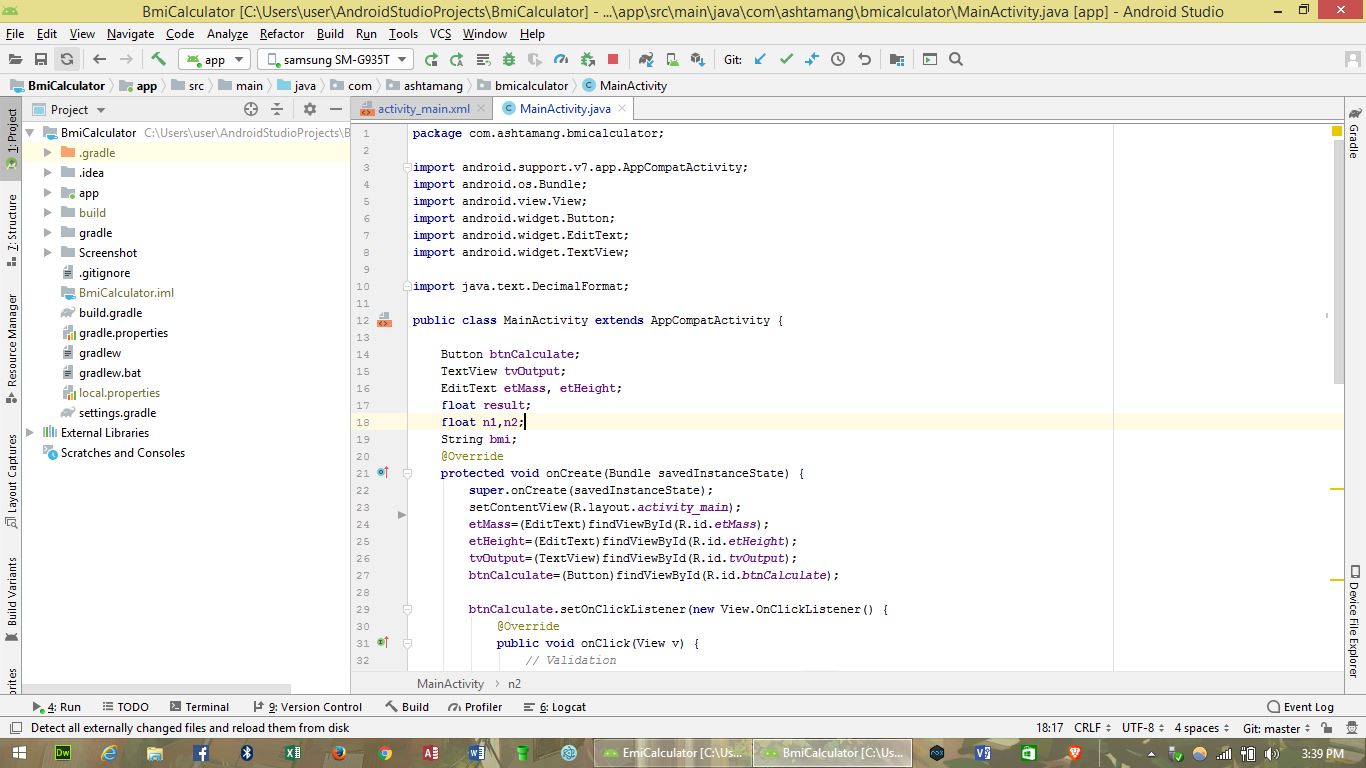 BmiCalculator [C:\Users\user\AndroidStudioProjects\BmiCalculator] - ...\app\src\main\java\com\ashtamang\bmicalculator\MainActivity.java [app] - Android Studio
File Edit View Navigate Code Analyze Refactor Build Run Tools VCS Window Help
app samsung SM-G935T Git:
BmiCalculator app src main java com ashtamang bmicalculator MainActivity
1: Project
7: Structure
Resource Manager
Layout Captures
Build Variants
Project
BmiCalculator C:\Users\user\AndroidStudioProjects\B
.gradle
.idea
app
build
gradle
Screenshot
.gitignore
BmiCalculator.iml
build.gradle
gradle.properties
gradlew
gradlew.bat
local.properties
settings.gradle
External Libraries
Scratches and Consoles
activity_main.xml MainActivity.java
1 package com.ashtamang.bmicalculator;
2
3 import android.support.v7.app.AppCompatActivity;
4 import android.os.Bundle;
5 import android.view.View;
6 import android.widget.Button;
7 import android.widget.EditText;
8 import android.widget.TextView;
9
10 import java.text.DecimalFormat;
11
12 public class MainActivity extends AppCompatActivity {
13
14 Button btnCalculate;
15 TextView tvOutput;
16 EditText etMass, etHeight;
17 float result;
18 float n1,n2;
19 String bmi;
20 @Override
21 protected void onCreate(Bundle savedInstanceState) {
22 super.onCreate(savedInstanceState);
23 setContentView(R.layout.activity_main);
24 etMass=(EditText)findViewById(R.id.etMass);
25 etHeight=(EditText)findViewById(R.id.etHeight);
26 tvOutput=(TextView)findViewById(R.id.tvOutput);
27 btnCalculate=(Button)findViewById(R.id.btnCalculate);
28
29 btnCalculate.setOnClickListener(new View.OnClickListener() {
30 @Override
31 public void onClick(View v) {
32 // Validation
MainActivity n2
Gradle
Device File Explorer
4: Run TODO Terminal 9: Version Control Build Profiler 6: Logcat Event Log
Detect all externally changed files and reload them from disk 18:17 CRLF UTF-8 4 spaces Git: master
EmiCalculator [C:\Us... BmiCalculator [C:\Us... 3:39 PM